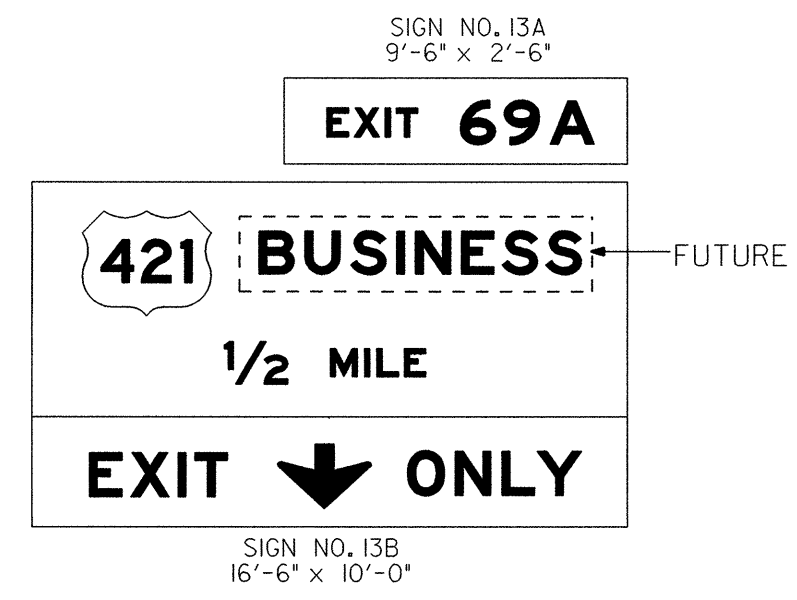 SIGN NO. 13A
9'-6" x 2'-6"
EXIT 69A
421 BUSINESS
FUTURE
1/2 MILE
EXIT ONLY
SIGN NO. 13B
16'-6" x 10'-0"